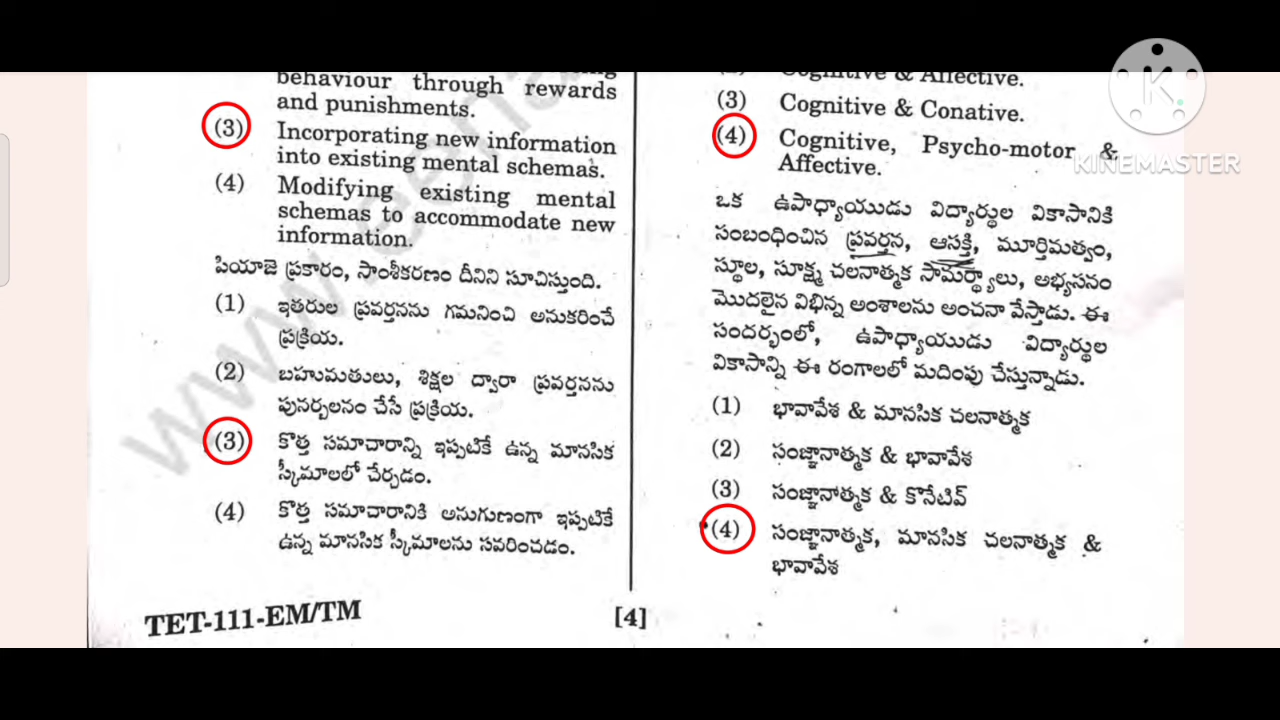 behaviour through rewards
and punishments.
(3) Incorporating new information
into existing mental schemas.
(4) Modifying existing mental
schemas to accommodate new
information.
పియాజె ప్రకారం, సాంశీకరణం దీనిని సూచిస్తుంది.
(1) ఇతరుల ప్రవర్తనను గమనించి అనుకరించే
ప్రక్రియ.
(2) బహుమతులు, శిక్షల ద్వారా ప్రవర్తనను
పునర్బలనం చేసే ప్రక్రియ.
(3) కొత్త సమాచారాన్ని ఇప్పటికే ఉన్న మానసిక
స్కీమాలలో చేర్చడం.
(4) కొత్త సమాచారానికి అనుగుణంగా ఇప్పటికే
ఉన్న మానసిక స్కీమాలను సవరించడం.
Cognitive & Affective.
(3) Cognitive & Conative.
(4) Cognitive, Psycho-motor &
Affective.
ఒక ఉపాధ్యాయుడు విద్యార్థుల వికాసానికి
సంబంధించిన ప్రవర్తన, ఆసక్తి, మూర్తిమత్వం,
స్థూల, సూక్ష్మ చలనాత్మక సామర్థ్యాలు, అభ్యసనం
మొదలైన విభిన్న అంశాలను అంచనా వేస్తాడు. ఈ
సందర్భంలో, ఉపాధ్యాయుడు విద్యార్థుల
వికాసాన్ని ఈ రంగాలలో మదింపు చేస్తున్నాడు.
(1) భావావేశ & మానసిక చలనాత్మక
(2) సంజ్ఞానాత్మక & భావావేశ
(3) సంజ్ఞానాత్మక & కొనేటివ్
(4) సంజ్ఞానాత్మక, మానసిక చలనాత్మక &
భావావేశ
TET-111-EM/TM [4]
KINEMASTER